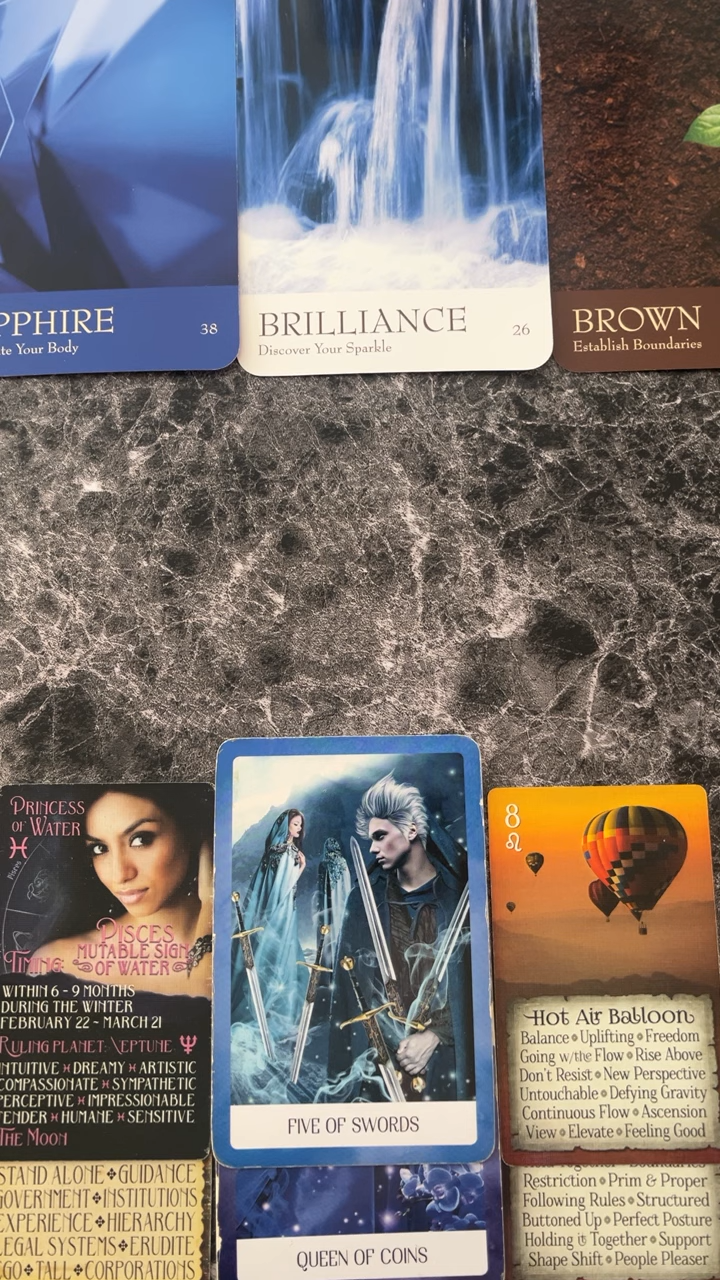 PPHIRE 38
te Your Body
BRILLIANCE 26
Discover Your Sparkle
BROWN
Establish Boundaries
PRINCESS
OF WATER
♓
PISCES
MUTABLE SIGN
TIMING: OF WATER
WITHIN 6 - 9 MONTHS
DURING THE WINTER
FEBRUARY 22 ~ MARCH 21
RULING PLANET: NEPTUNE ♆
INTUITIVE ♓ DREAMY ♓ ARTISTIC
COMPASSIONATE ♓ SYMPATHETIC
PERCEPTIVE ♓ IMPRESSIONABLE
TENDER ♓ HUMANE ♓ SENSITIVE
THE MOON
STAND ALONE ❖ GUIDANCE
GOVERNMENT ❖ INSTITUTIONS
EXPERIENCE ❖ HIERARCHY
LEGAL SYSTEMS ❖ ERUDITE
EGO ❖ TALL ❖ CORPORATIONS
FIVE OF SWORDS
QUEEN OF COINS
8
♌
Hot Air Balloon
Balance • Uplifting • Freedom
Going w/the Flow • Rise Above
Don't Resist • New Perspective
Untouchable • Defying Gravity
Continuous Flow • Ascension
View • Elevate • Feeling Good
Restriction • Prim & Proper
Following Rules • Structured
Buttoned Up • Perfect Posture
Holding it Together • Support
Shape Shift • People Pleaser